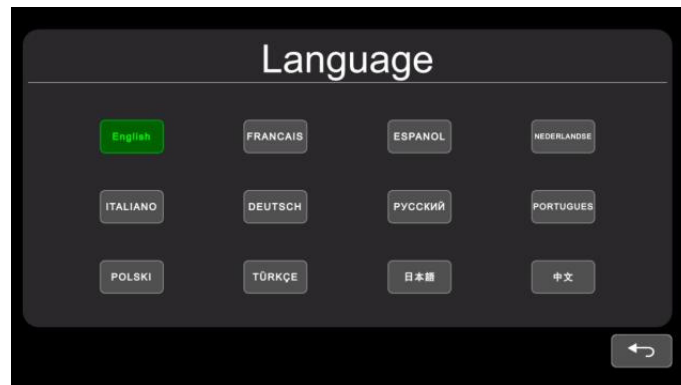 Language
English FRANCAIS ESPANOL NEDERLANDSE
ITALIANO DEUTSCH РУССКИЙ PORTUGUES
POLSKI TÜRKÇE 日本語 中文